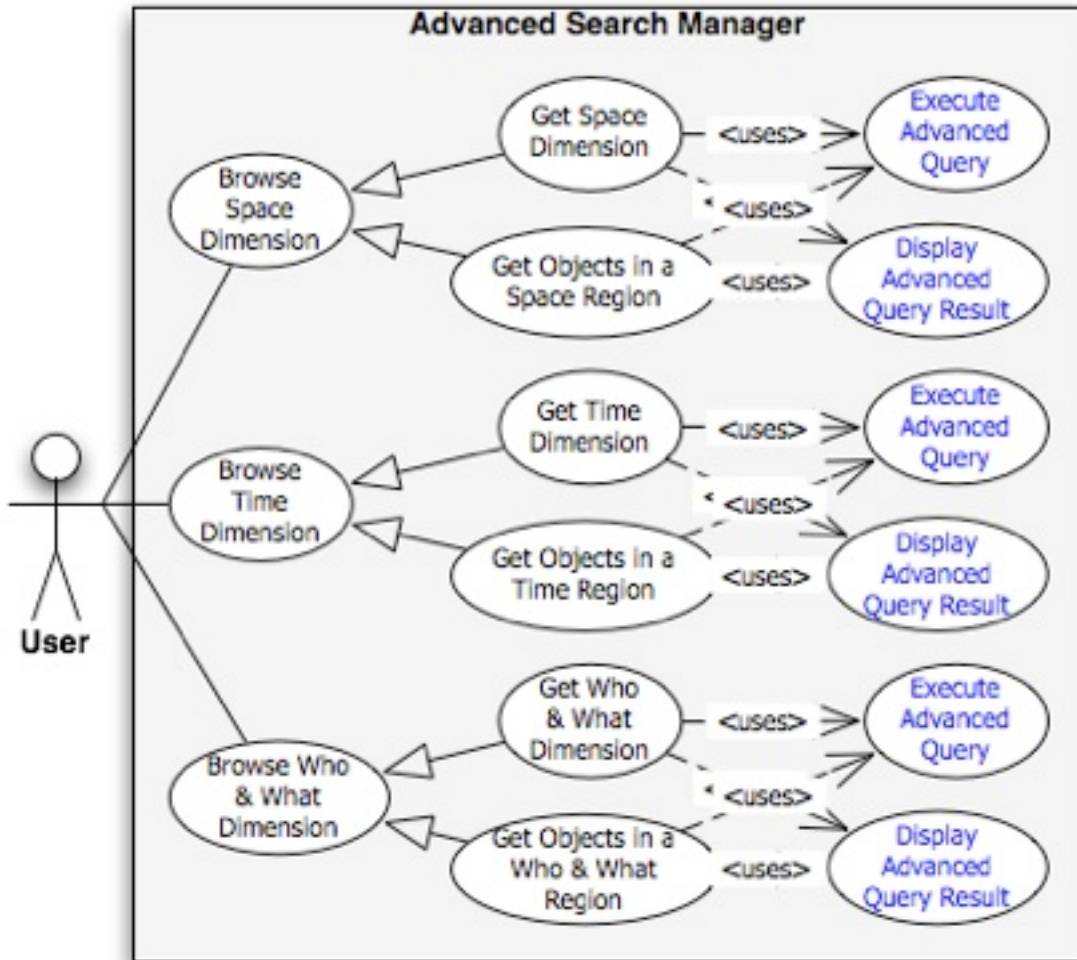 Advanced Search Manager
Get Space
Dimension
<uses>
Execute
Advanced
Query
Browse
Space
Dimension
<uses>
Get Objects in a
Space Region
<uses>
Display
Advanced
Query Result
Get Time
Dimension
<uses>
Execute
Advanced
Query
Browse
Time
Dimension
<uses>
Get Objects in a
Time Region
<uses>
Display
Advanced
Query Result
User
Get Who
& What
Dimension
<uses>
Execute
Advanced
Query
Browse Who
& What
Dimension
<uses>
Get Objects in a
Who & What
Region
<uses>
Display
Advanced
Query Result